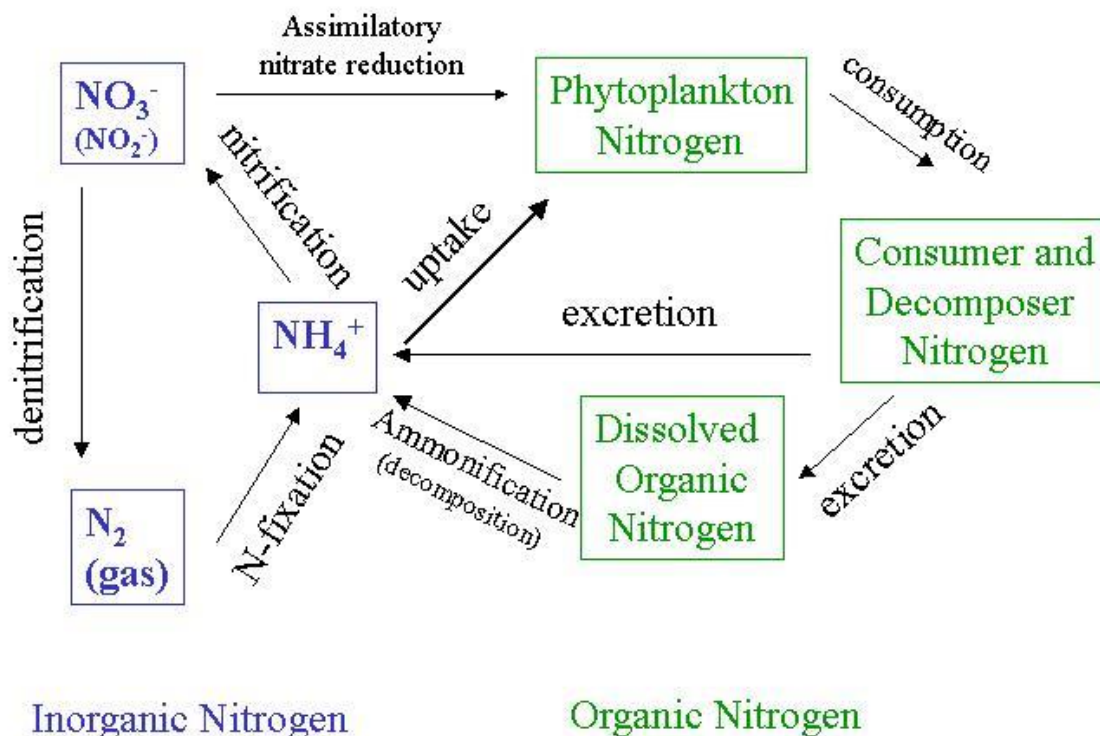 Assimilatory
nitrate reduction
NO₃⁻
(NO₂⁻)
Phytoplankton
Nitrogen
consumption
nitrification
uptake
denitrification
Consumer and
Decomposer
Nitrogen
excretion
NH₄⁺
Ammonification
(decomposition)
Dissolved
Organic
Nitrogen
excretion
N₂
(gas)
N-fixation
Inorganic Nitrogen
Organic Nitrogen